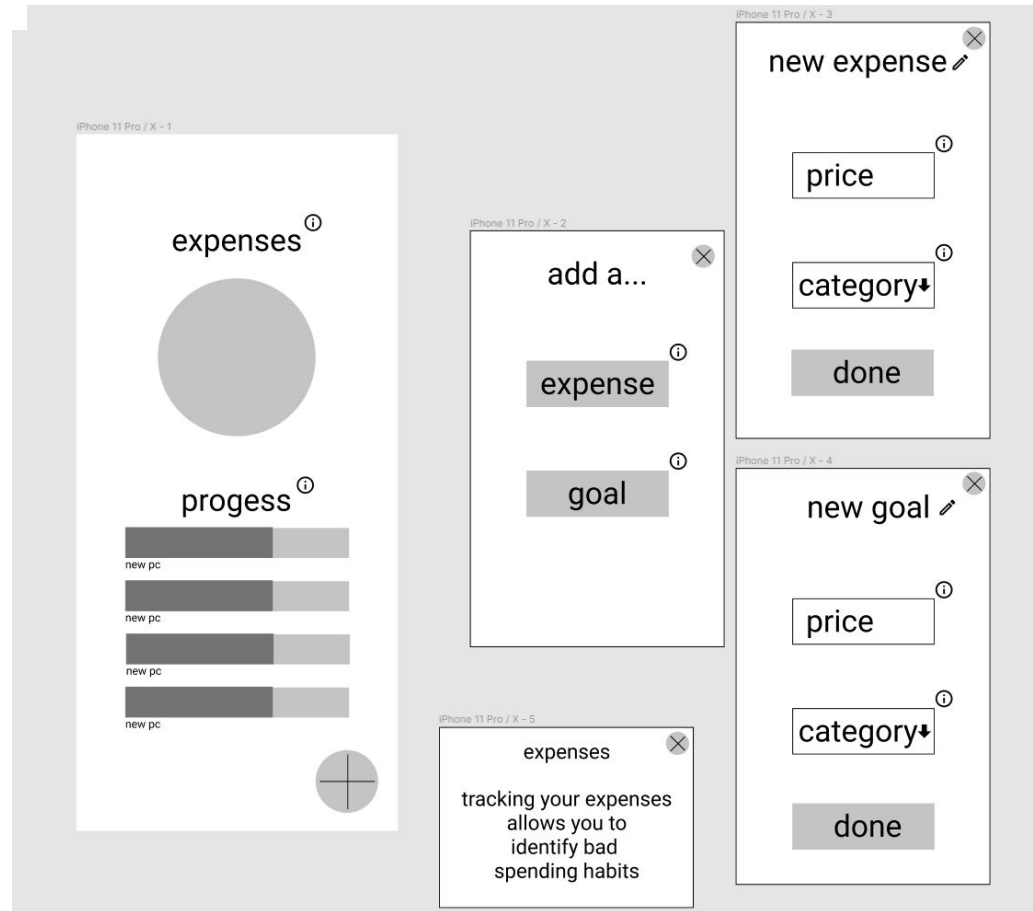 iPhone 11 Pro / X - 1
expenses
progess
new pc
new pc
new pc
new pc
iPhone 11 Pro / X - 2
add a...
expense
goal
iPhone 11 Pro / X - 3
new expense
price
category
done
iPhone 11 Pro / X - 4
new goal
price
category
done
iPhone 11 Pro / X - 5
expenses
tracking your expenses
allows you to
identify bad
spending habits